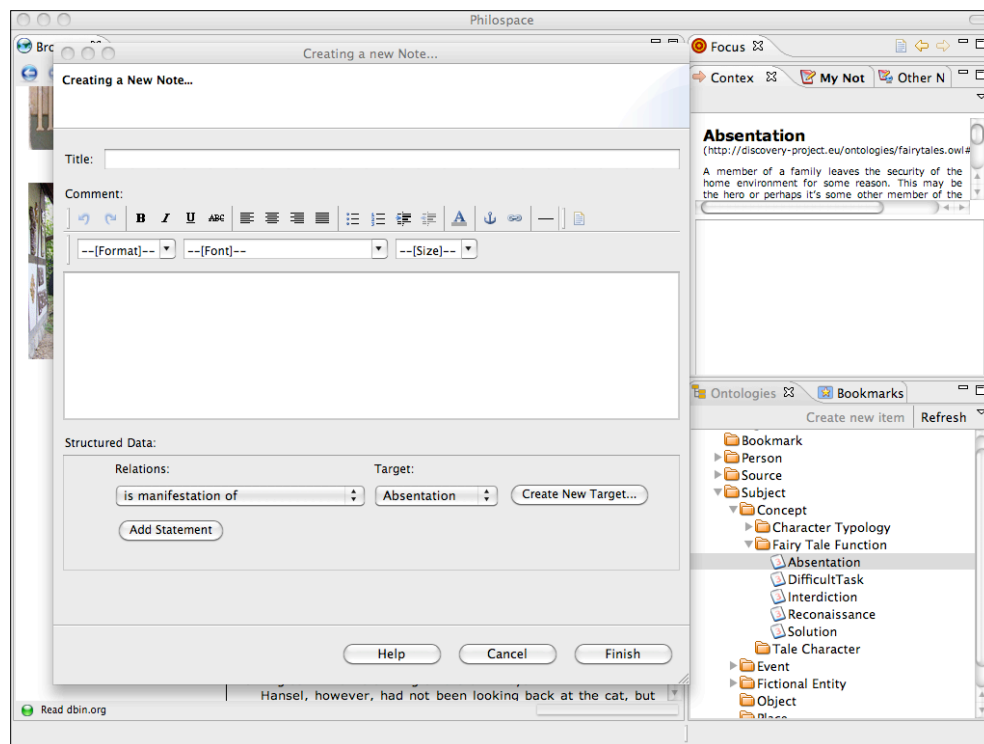 Philospace
Bro
Creating a new Note...
Creating a New Note...
Title:
Comment:
B I U ABC
A
--[Format]-- --[Font]-- --[Size]--
Structured Data:
Relations: Target:
is manifestation of Absentation Create New Target...
Add Statement
Help Cancel Finish
Hansel, however, had not been looking back at the cat, but
Read dbin.org
Focus
Contex My Not Other N
Absentation
(http://discovery-project.eu/ontologies/fairytales.owl#
A member of a family leaves the security of the
home environment for some reason. This may be
the hero or perhaps it's some other member of the
Ontologies Bookmarks
Create new item Refresh
Bookmark
Person
Source
Subject
Concept
Character Typology
Fairy Tale Function
Absentation
DifficultTask
Interdiction
Reconaissance
Solution
Tale Character
Event
Fictional Entity
Object
Place